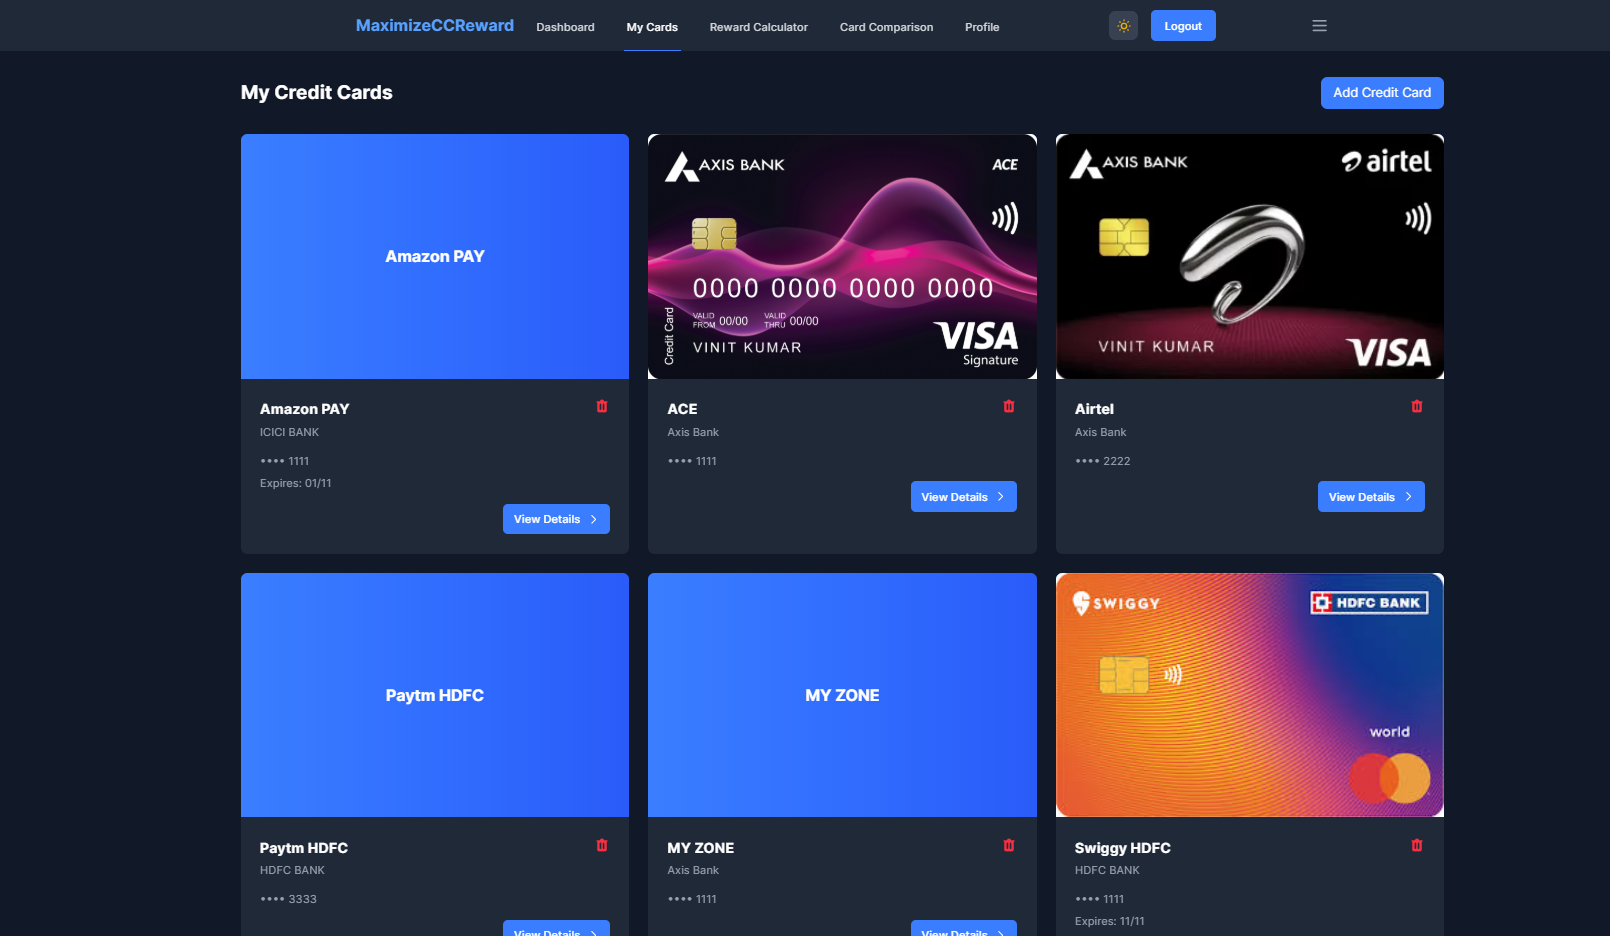 MaximizeCCReward Dashboard My Cards Reward Calculator Card Comparison Profile Logout
My Credit Cards Add Credit Card
Amazon PAY
AXIS BANK ACE
0000 0000 0000 0000
VALID FROM 00/00 VALID THRU 00/00
VINIT KUMAR
Credit Card
VISA
Signature
AXIS BANK airtel
VINIT KUMAR VISA
Amazon PAY
ICICI BANK
•••• 1111
Expires: 01/11
View Details
ACE
Axis Bank
•••• 1111
View Details
Airtel
Axis Bank
•••• 2222
View Details
Paytm HDFC
MY ZONE
SWIGGY HDFC BANK
world
Paytm HDFC
HDFC BANK
•••• 3333
View Details
MY ZONE
Axis Bank
•••• 1111
View Details
Swiggy HDFC
HDFC BANK
•••• 1111
Expires: 11/11